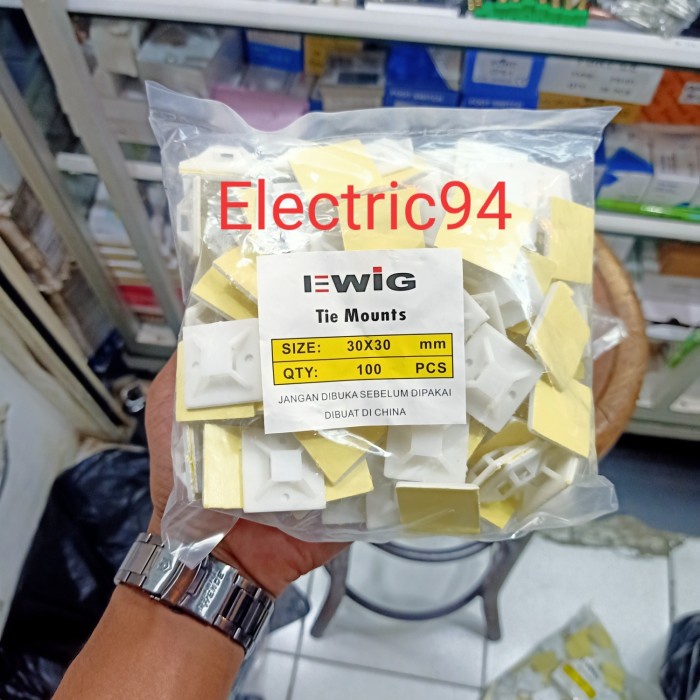 Electric94
EWIG
Tie Mounts
SIZE: 30X30 mm
QTY: 100 PCS
JANGAN DIBUKA SEBELUM DIPAKAI
DIBUAT DI CHINA